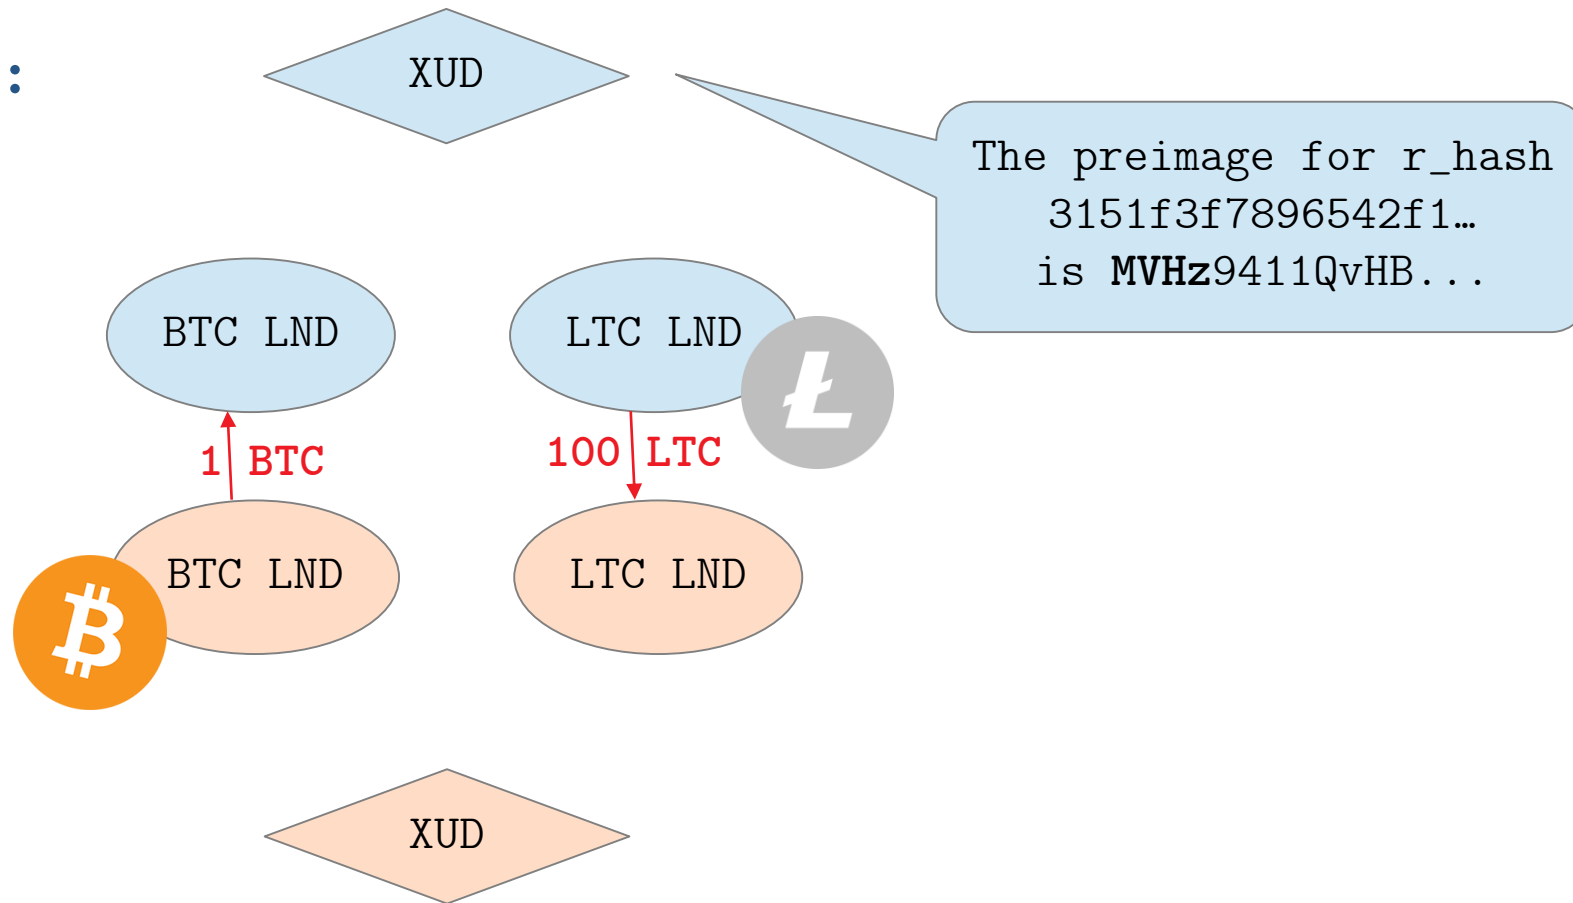 :
XUD
The preimage for r_hash
3151f3f7896542f1…
is MVHz9411QvHB...
BTC LND
LTC LND
1 BTC
100 LTC
BTC LND
LTC LND
XUD